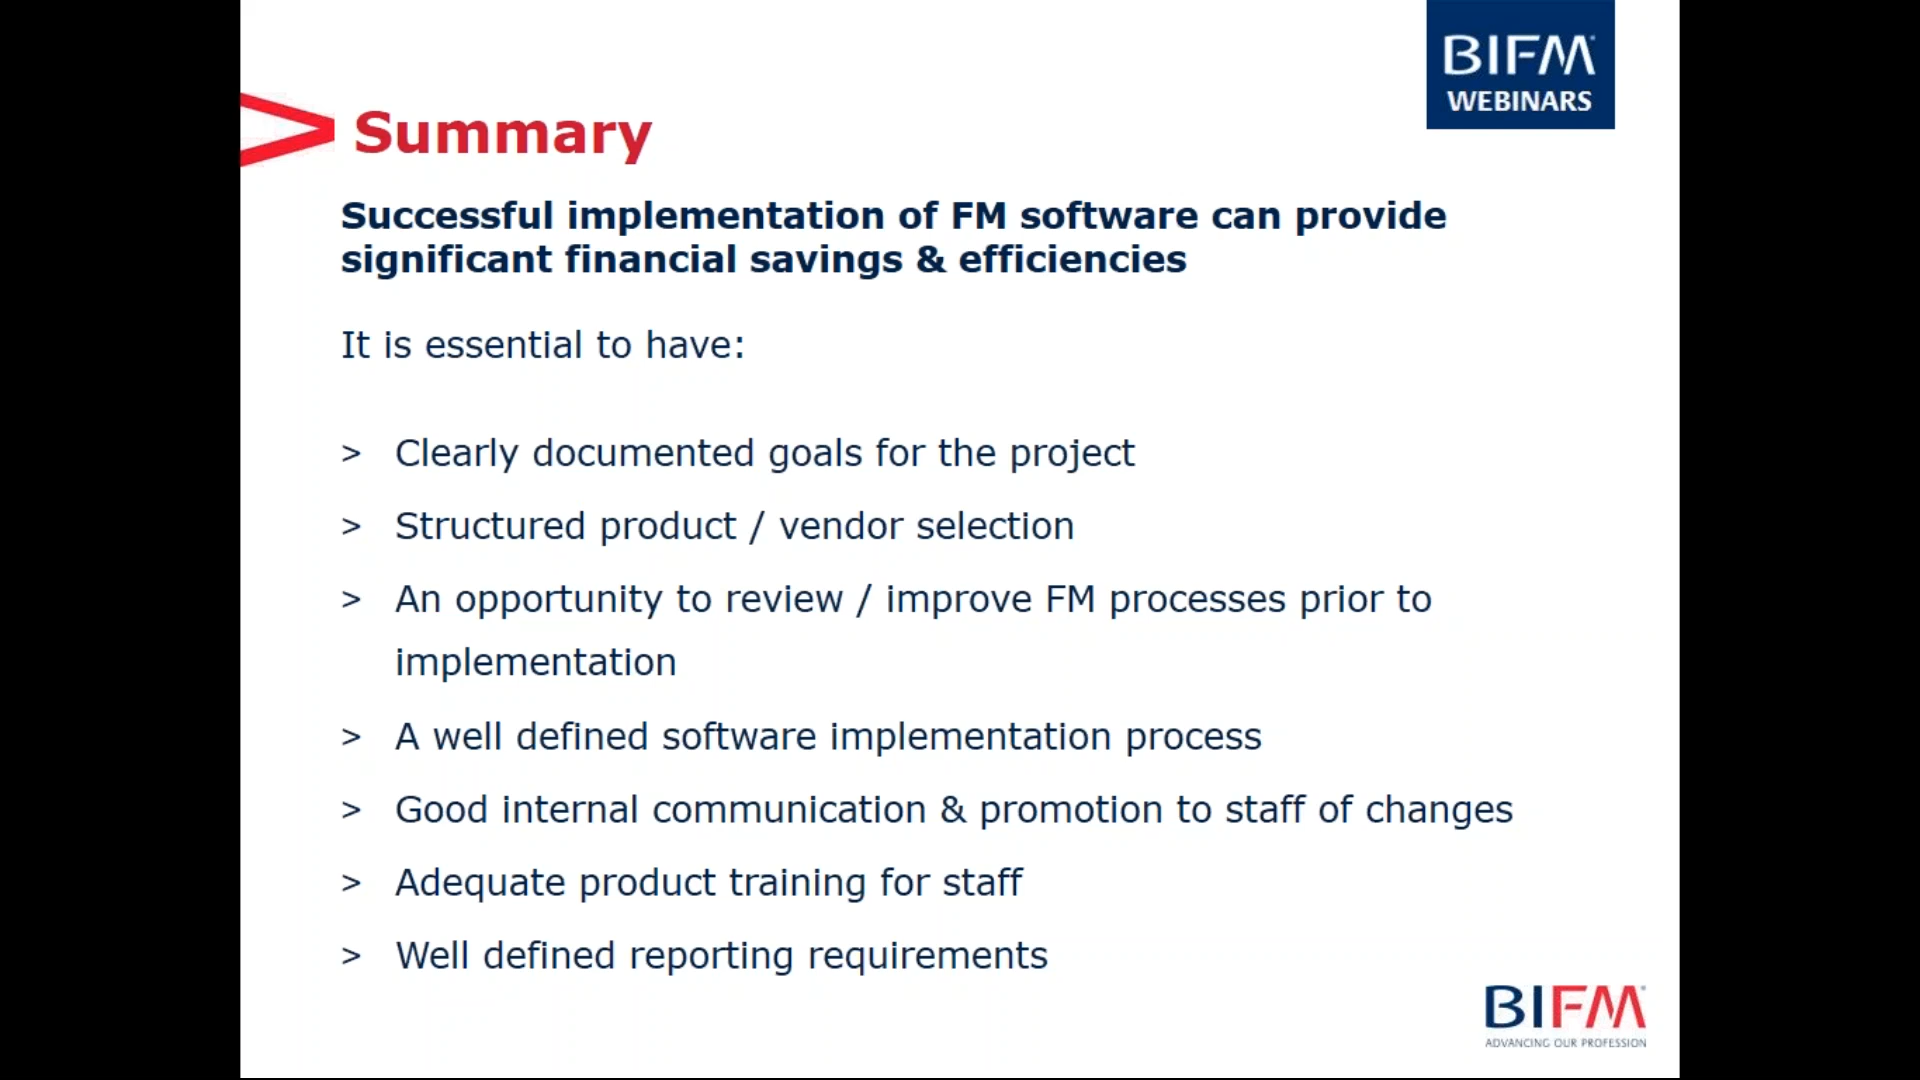 BIFM
WEBINARS
Summary
Successful implementation of FM software can provide
significant financial savings & efficiencies
It is essential to have:
> Clearly documented goals for the project
> Structured product / vendor selection
> An opportunity to review / improve FM processes prior to
implementation
> A well defined software implementation process
> Good internal communication & promotion to staff of changes
> Adequate product training for staff
> Well defined reporting requirements
BIFM
ADVANCING OUR PROFESSION